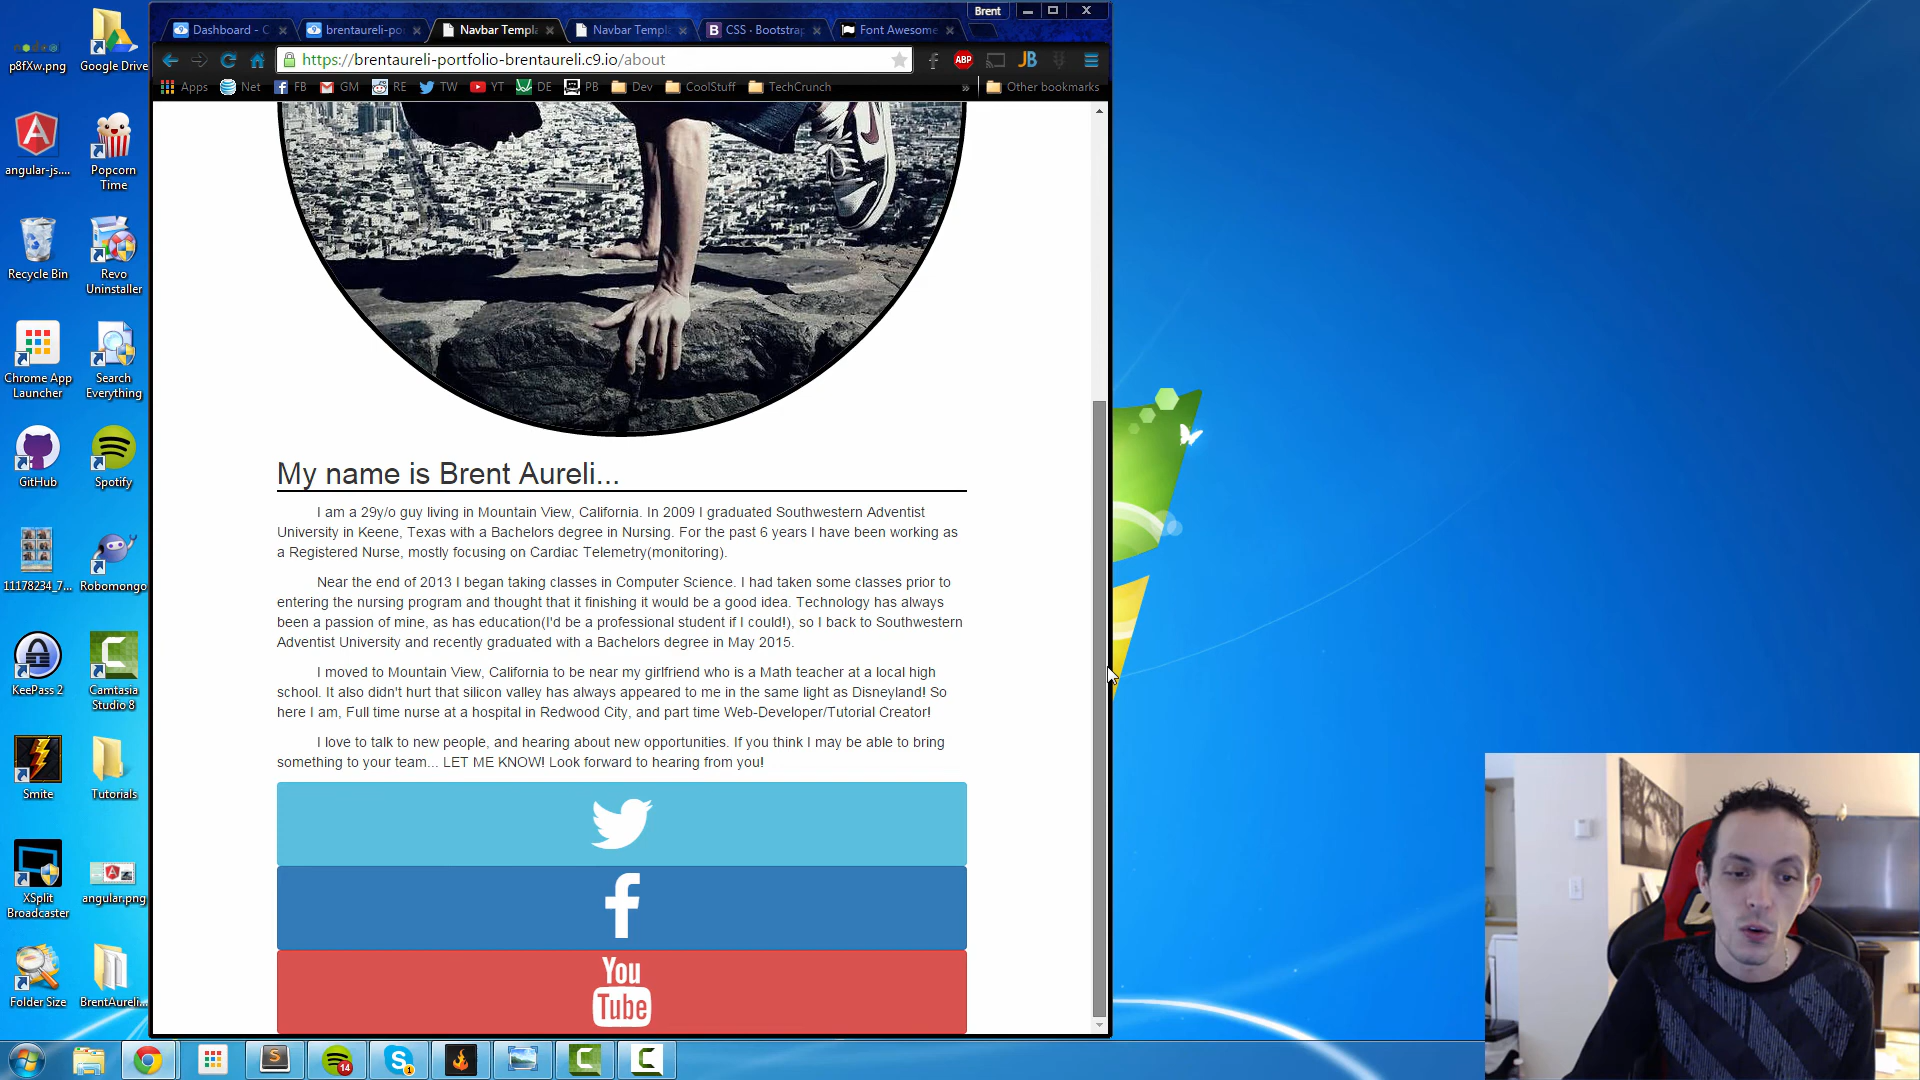 Brent
Dashboard - C
brentaureli-por
Navbar Templa
Navbar Templa
CSS · Bootstrap
Font Awesome
https://brentaureli-portfolio-brentaureli.c9.io/about
ABP
JB
Apps
Net
FB
GM
RE
TW
YT
DE
PB
Dev
CoolStuff
TechCrunch
»
Other bookmarks
My name is Brent Aureli...
I am a 29y/o guy living in Mountain View, California. In 2009 I graduated Southwestern Adventist
University in Keene, Texas with a Bachelors degree in Nursing. For the past 6 years I have been working as
a Registered Nurse, mostly focusing on Cardiac Telemetry(monitoring).
Near the end of 2013 I began taking classes in Computer Science. I had taken some classes prior to
entering the nursing program and thought that it finishing it would be a good idea. Technology has always
been a passion of mine, as has education(I'd be a professional student if I could!), so I back to Southwestern
Adventist University and recently graduated with a Bachelors degree in May 2015.
I moved to Mountain View, California to be near my girlfriend who is a Math teacher at a local high
school. It also didn't hurt that silicon valley has always appeared to me in the same light as Disneyland! So
here I am, Full time nurse at a hospital in Redwood City, and part time Web-Developer/Tutorial Creator!
I love to talk to new people, and hearing about new opportunities. If you think I may be able to bring
something to your team... LET ME KNOW! Look forward to hearing from you!
You
Tube
p8fXw.png
Google Drive
angular-js....
Popcorn
Time
Recycle Bin
Revo
Uninstaller
Chrome App
Launcher
Search
Everything
GitHub
Spotify
11178234_7...
Robomongo
KeePass 2
Camtasia
Studio 8
Smite
Tutorials
XSplit
Broadcaster
angular.png
Folder Size
BrentAureli...
14
1